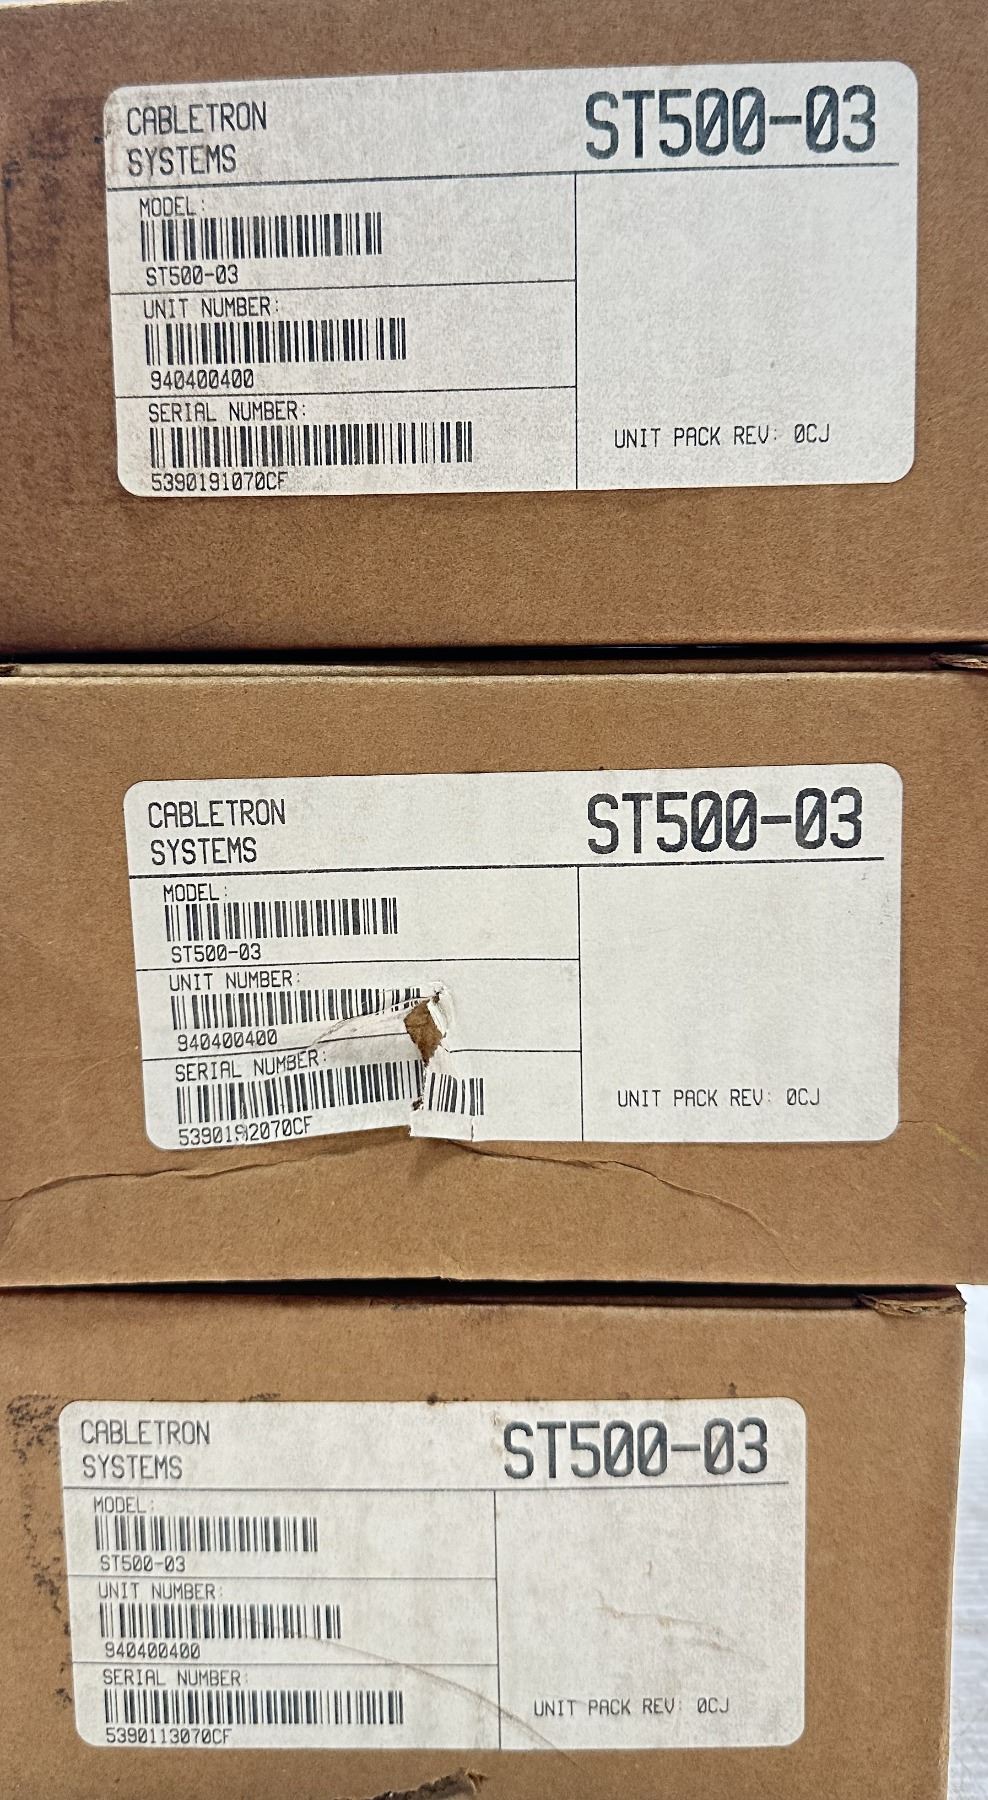 CABLETRON
SYSTEMS
ST500-03
MODEL:
ST500-03
UNIT NUMBER:
940400400
SERIAL NUMBER:
5390191070CF
UNIT PACK REV: 0CJ
CABLETRON
SYSTEMS
ST500-03
MODEL:
ST500-03
UNIT NUMBER:
940400400
SERIAL NUMBER:
5390192070CF
UNIT PACK REV: 0CJ
CABLETRON
SYSTEMS
ST500-03
MODEL:
ST500-03
UNIT NUMBER:
940400400
SERIAL NUMBER:
5390113070CF
UNIT PACK REV: 0CJ